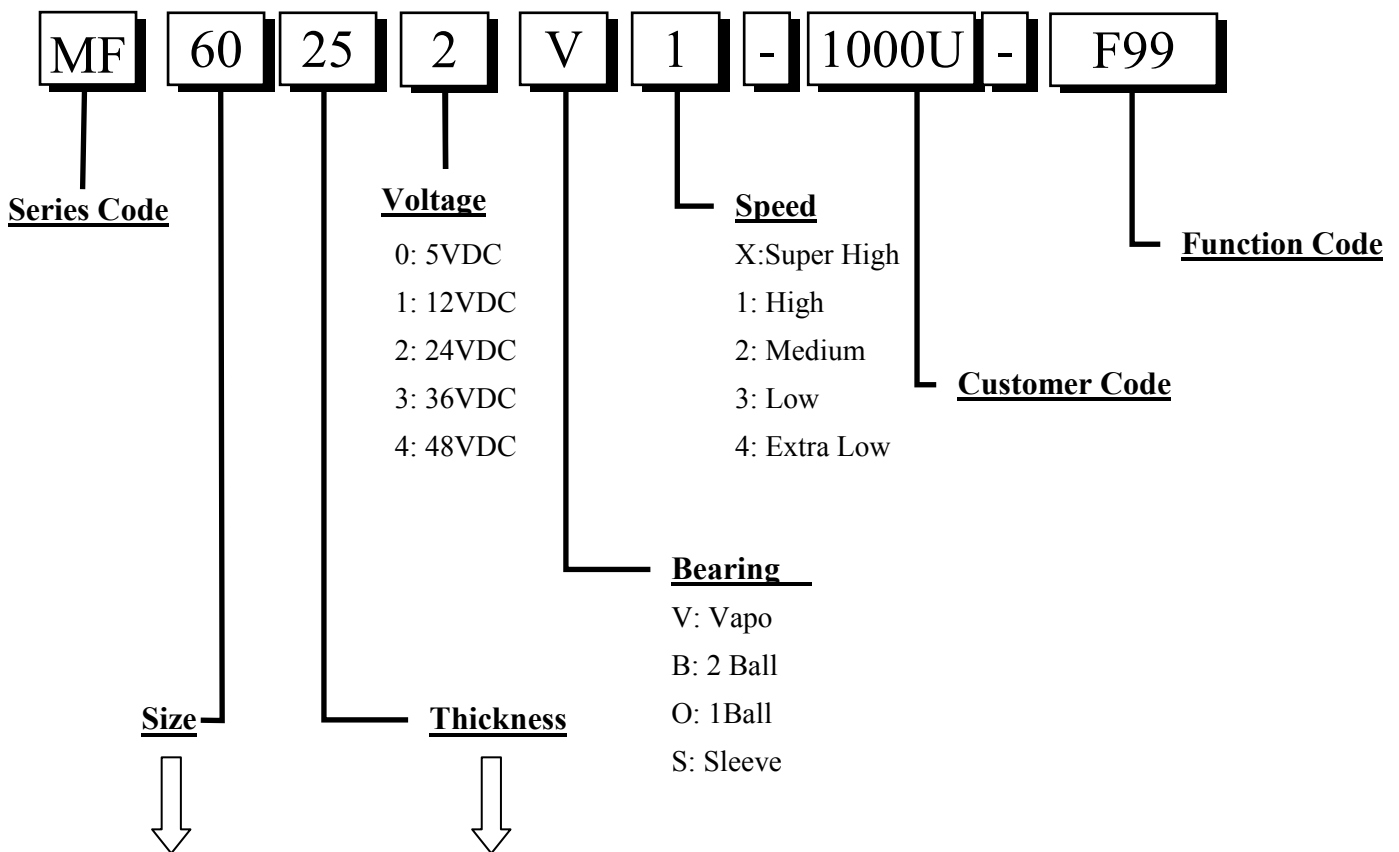 MF 60 25 2 V 1 - 1000U - F99
Series Code
Voltage
0: 5VDC
1: 12VDC
2: 24VDC
3: 36VDC
4: 48VDC
Speed
X:Super High
1: High
2: Medium
3: Low
4: Extra Low
Function Code
Customer Code
Bearing
V: Vapo
B: 2 Ball
O: 1Ball
S: Sleeve
Size
Thickness